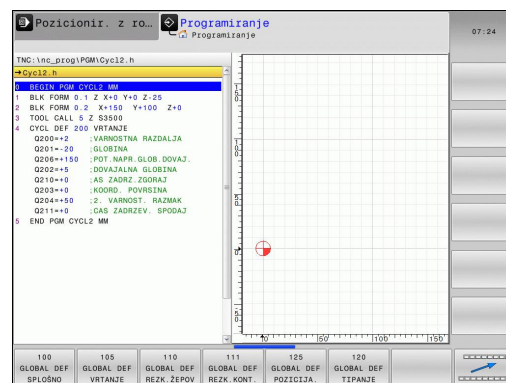 Pozicionir. z ro…
Programiranje
Programiranje
07:24
TNC:\nc_prog\PGM\Cycl2.h
→Cycl2.h
0 BEGIN PGM CYCL2 MM
1 BLK FORM 0.1 Z X+0 Y+0 Z-25
2 BLK FORM 0.2 X+150 Y+100 Z+0
3 TOOL CALL 5 Z S3500
4 CYCL DEF 200 VRTANJE
Q200=+2 ;VARNOSTNA RAZDALJA
Q201=-20 ;GLOBINA
Q206=+150 ;POT.NAPR.GLOB.DOVAJ.
Q202=+5 ;DOVAJALNA GLOBINA
Q210=+0 ;AS ZADRZ.ZGORAJ
Q203=+0 ;KOORD. POVRSINA
Q204=+50 ;2. VARNOST. RAZMAK
Q211=+0 ;CAS ZADRZEV. SPODAJ
5 END PGM CYCL2 MM
150
100
50
0
50
0 50 100 150
100 GLOBAL DEF SPLOŠNO
105 GLOBAL DEF VRTANJE
110 GLOBAL DEF REZK.ŽEPOV
111 GLOBAL DEF REZK.KONT.
125 GLOBAL DEF POZICIJA.
120 GLOBAL DEF TIPANJE